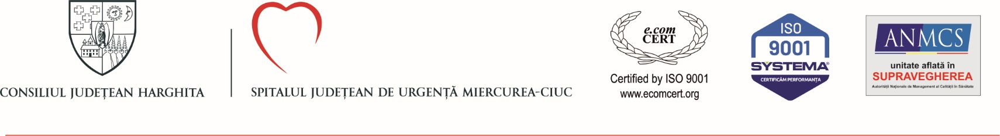 CONSILIUL JUDEȚEAN HARGHITA
SPITALUL JUDEȚEAN DE URGENȚĂ MIERCUREA-CIUC
e.com
CERT
Certified by ISO 9001
www.ecomcert.org
ISO
9001
SYSTEMA®
CERTIFICĂM PERFORMANȚA
ANMCS
unitate aflată în
SUPRAVEGHEREA
Autorității Naționale de Management al Calității în Sănătate